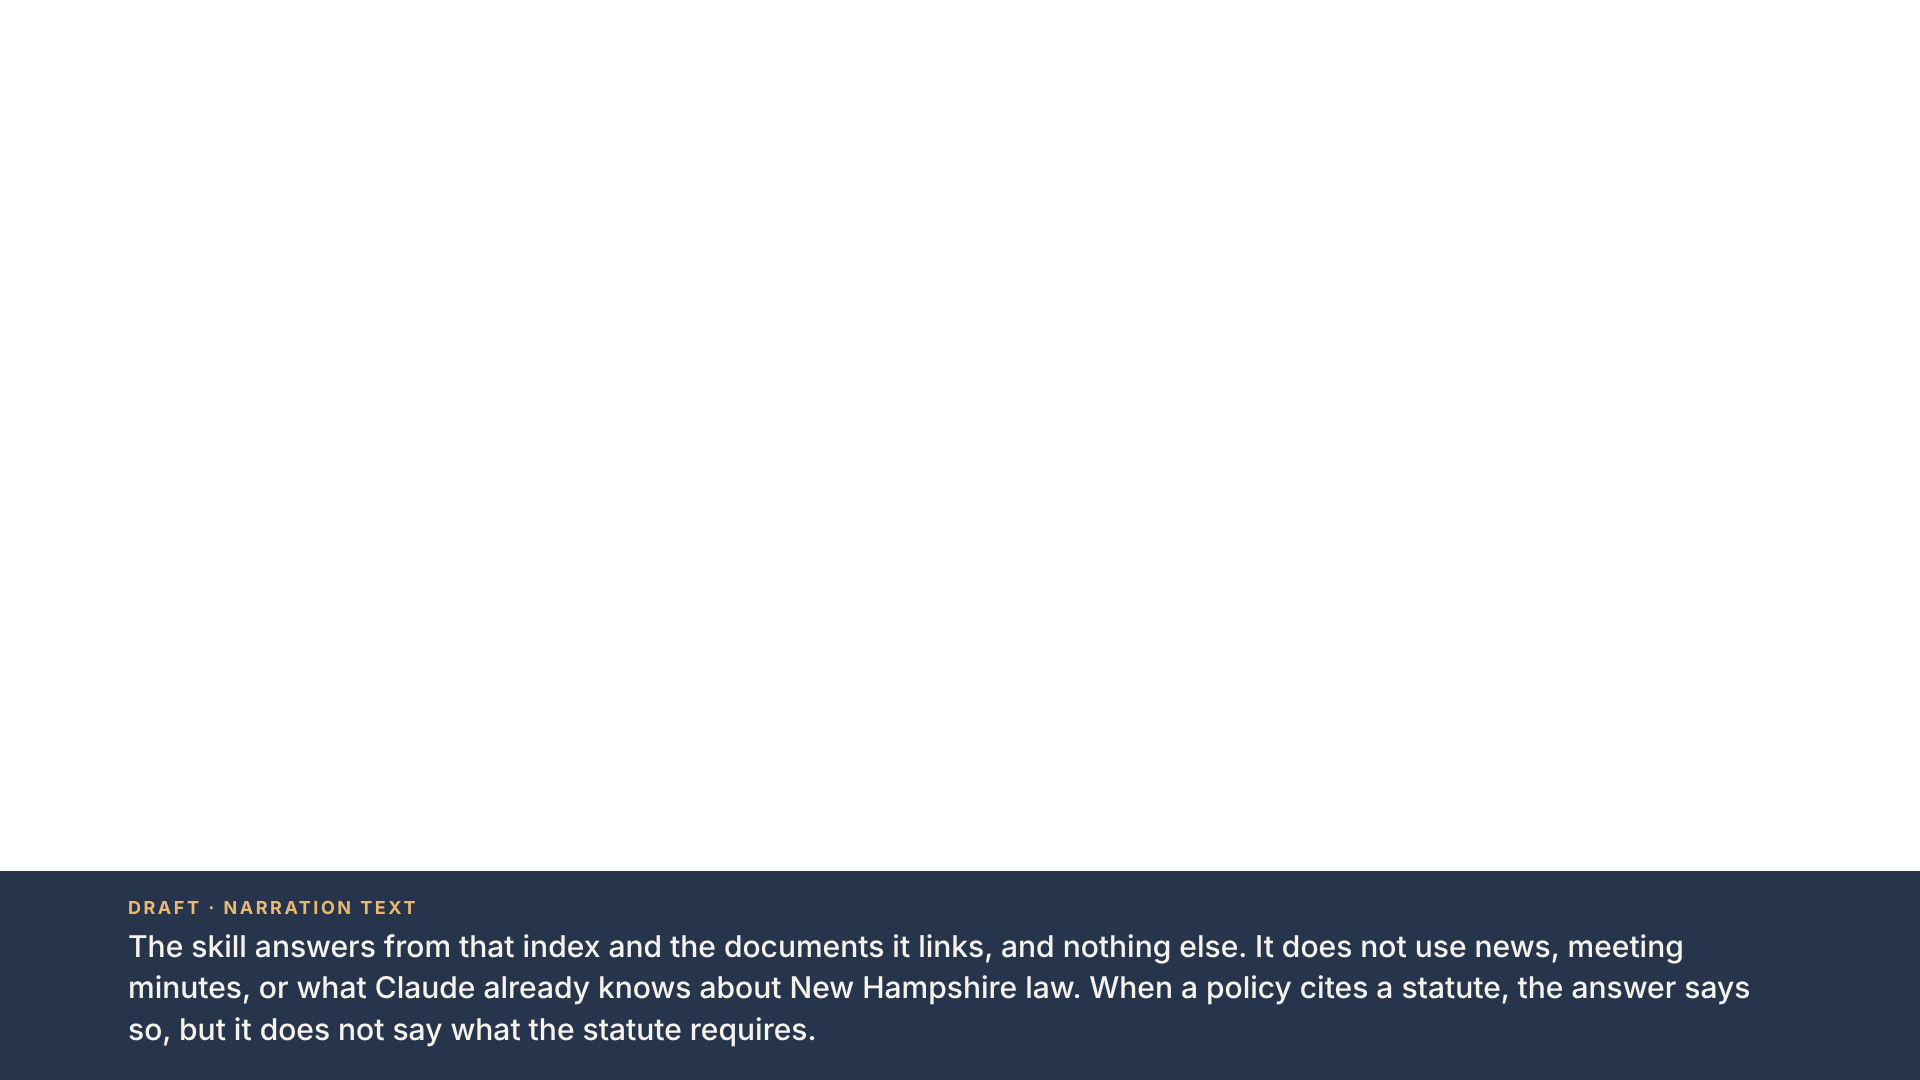 DRAFT · NARRATION TEXT
The skill answers from that index and the documents it links, and nothing else. It does not use news, meeting
minutes, or what Claude already knows about New Hampshire law. When a policy cites a statute, the answer says
so, but it does not say what the statute requires.